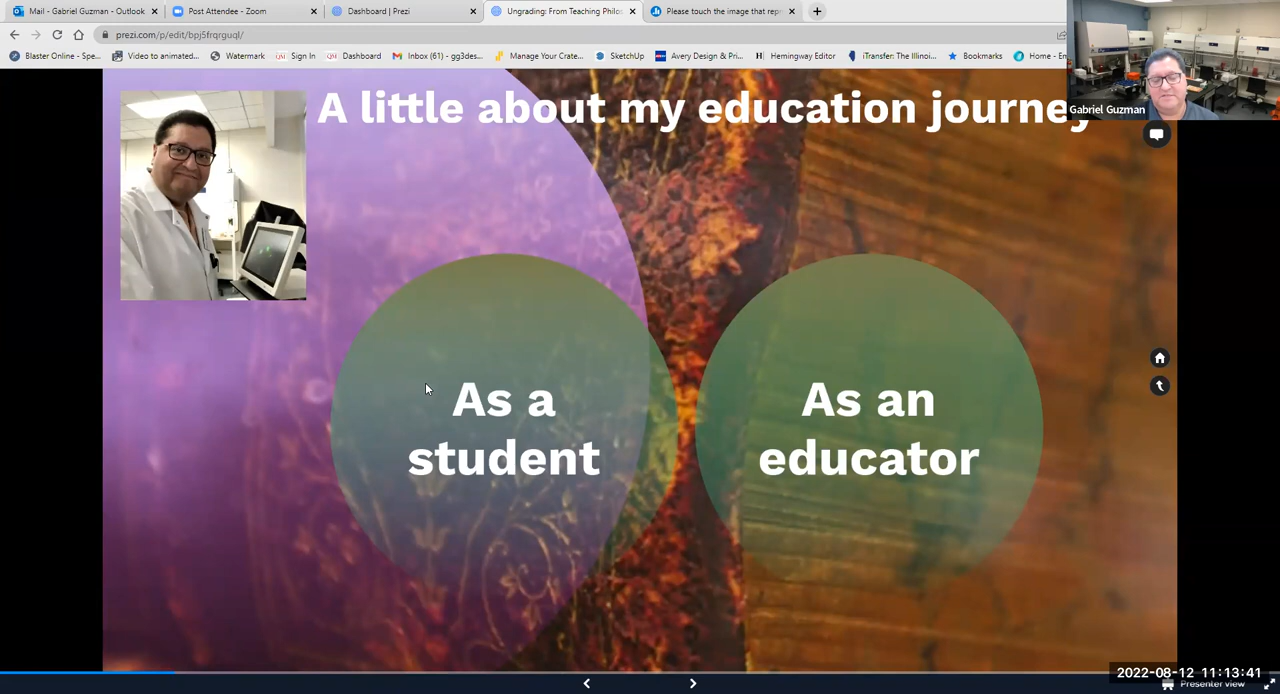 Mail - Gabriel Guzman - Outlook
Post Attendee - Zoom
Dashboard | Prezi
Ungrading: From Teaching Philos
Please touch the image that repr
prezi.com/p/edit/bpj5frqrguql/
Blaster Online - Spe...
Video to animated...
Watermark
Sign In
Dashboard
Inbox (61) - gg3des...
Manage Your Crate...
SketchUp
Avery Design & Pri...
Hemingway Editor
iTransfer: The Illinoi...
Bookmarks
Home - En
Gabriel Guzman
A little about my education journey
As a
student
As an
educator
2022-08-12 11:13:41
Presenter view